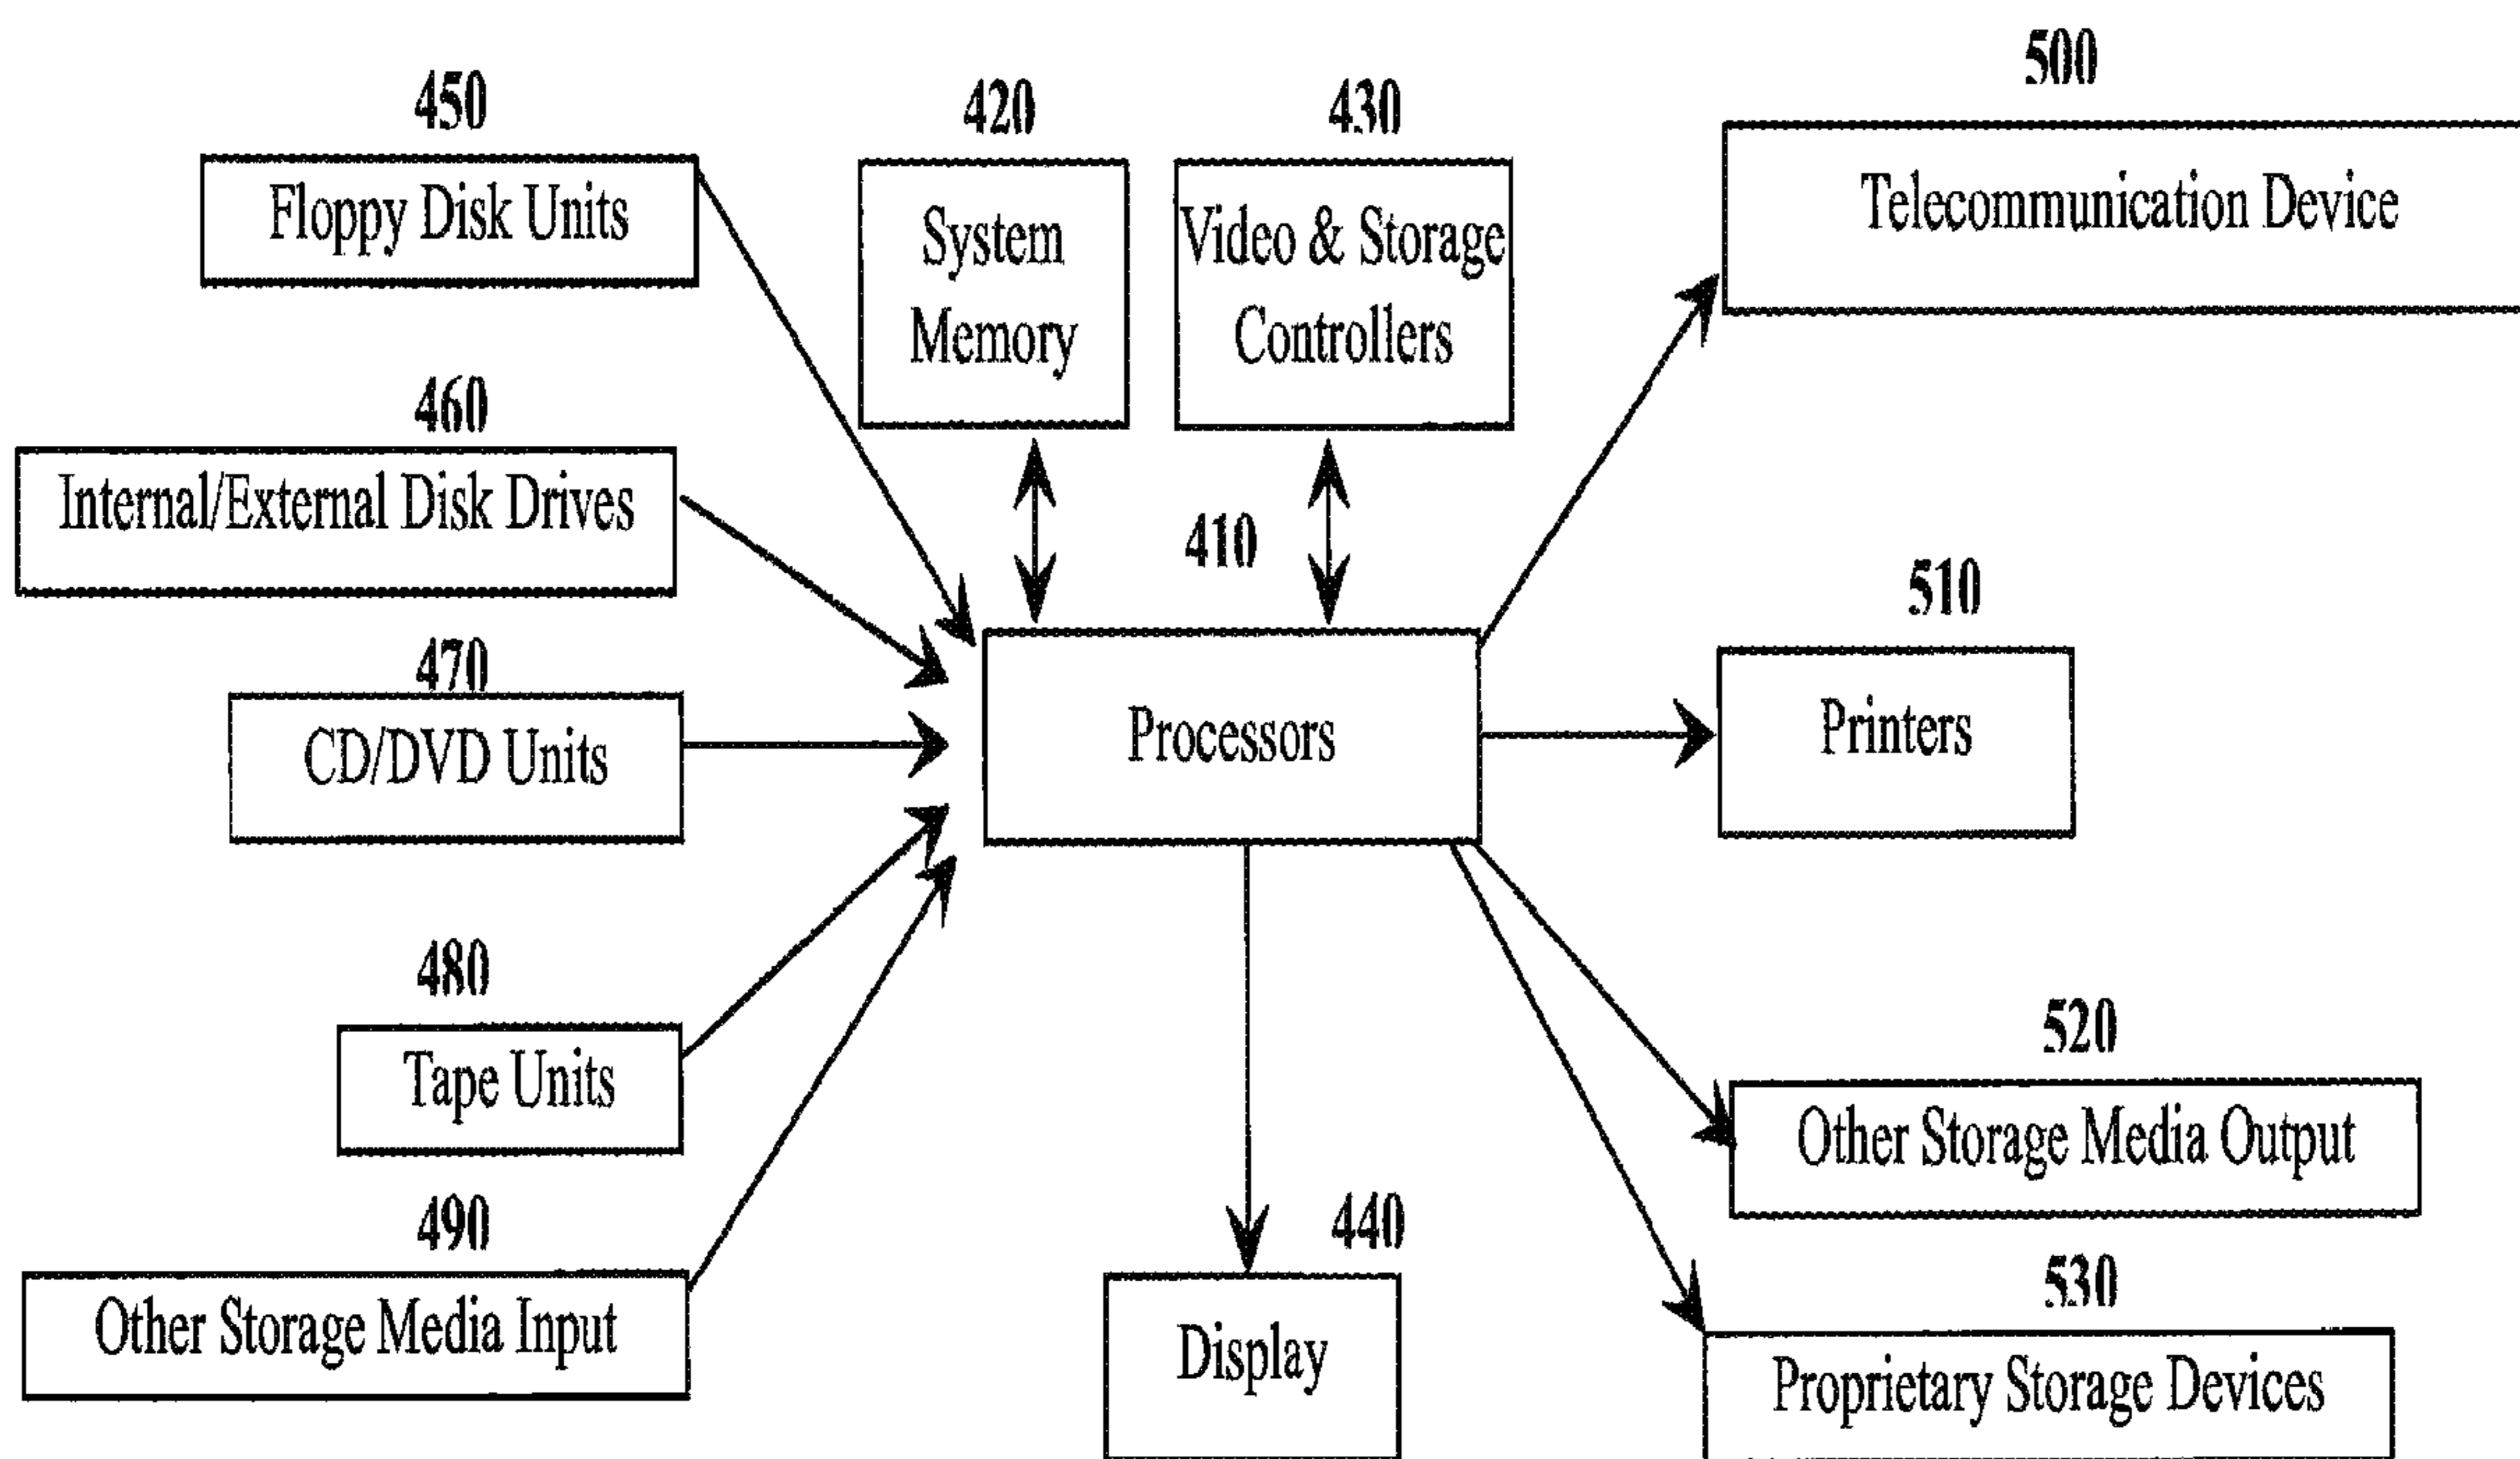 500
450
420
430
Floppy Disk Units
System
Memory
Video & Storage
Controllers
Telecommunication Device
460
Internal/External Disk Drives
410
510
470
CD/DVD Units
Processors
Printers
480
Tape Units
520
Other Storage Media Output
490
Other Storage Media Input
440
Display
530
Proprietary Storage Devices